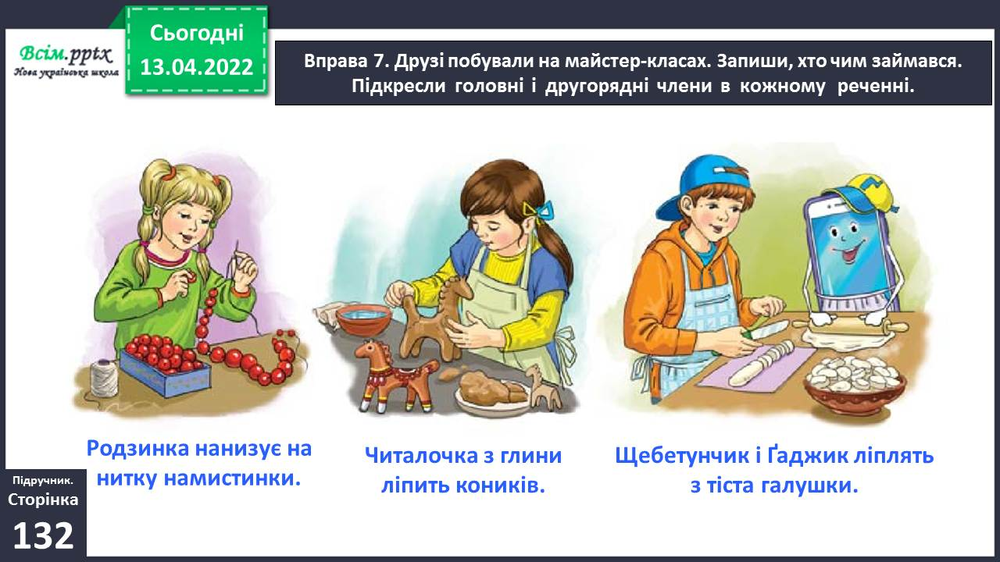 Всім.pptx
Нова українська школа
Сьогодні
13.04.2022
Вправа 7. Друзі побували на майстер-класах. Запиши, хто чим займався.
Підкресли головні і другорядні члени в кожному реченні.
Родзинка нанизує на
нитку намистинки.
Читалочка з глини
ліпить коників.
Щебетунчик і Ґаджик ліплять
з тіста галушки.
Підручник.
Сторінка
132